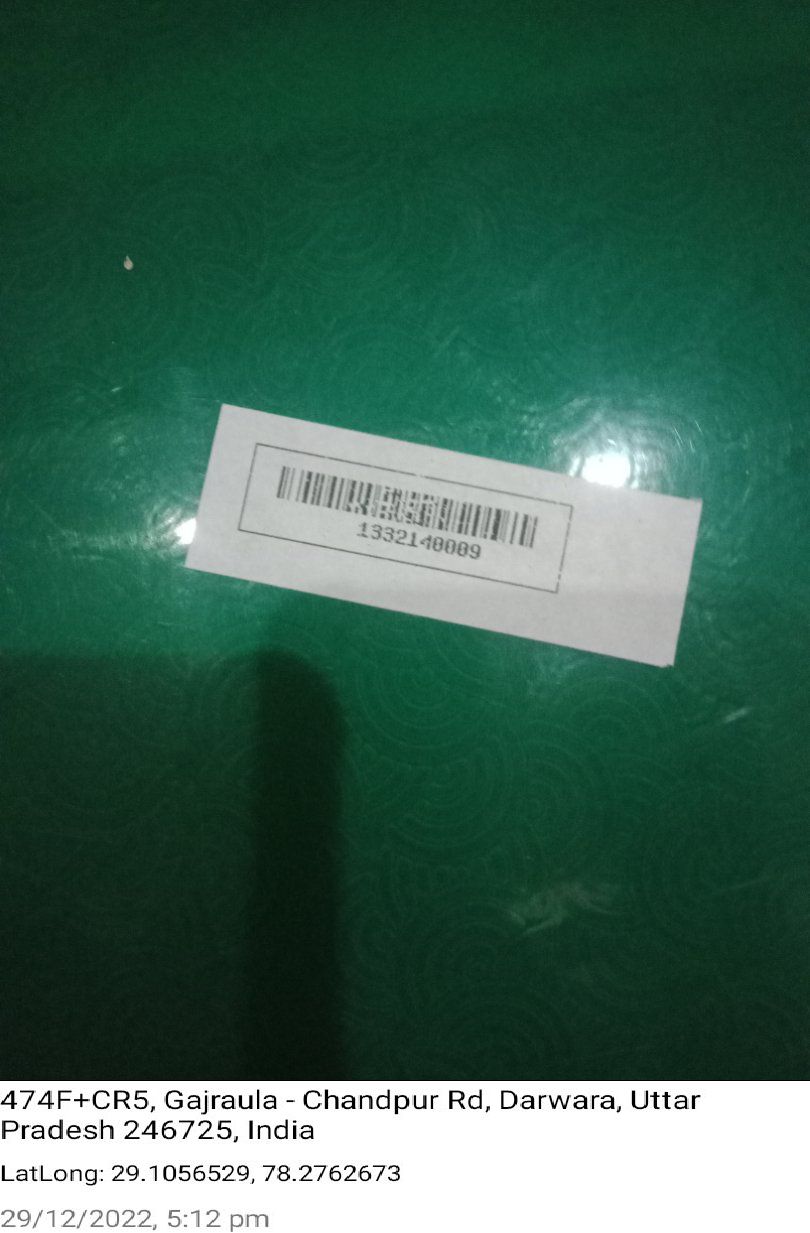 1332140009
474F+CR5, Gajraula - Chandpur Rd, Darwara, Uttar
Pradesh 246725, India
LatLong: 29.1056529, 78.2762673
29/12/2022, 5:12 pm